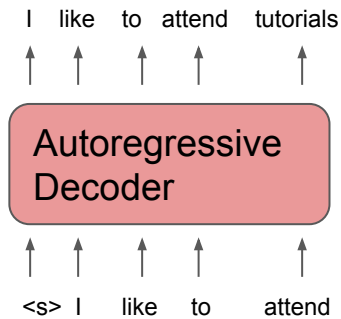 I like to attend tutorials
Autoregressive
Decoder
<s> I like to attend